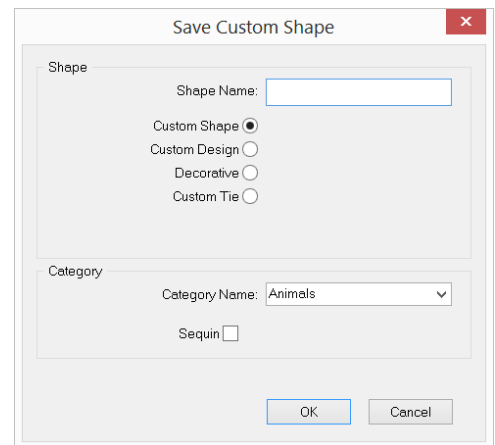 Save Custom Shape
Shape
Shape Name:
Custom Shape
Custom Design
Decorative
Custom Tie
Category
Category Name: Animals
Sequin
OK Cancel